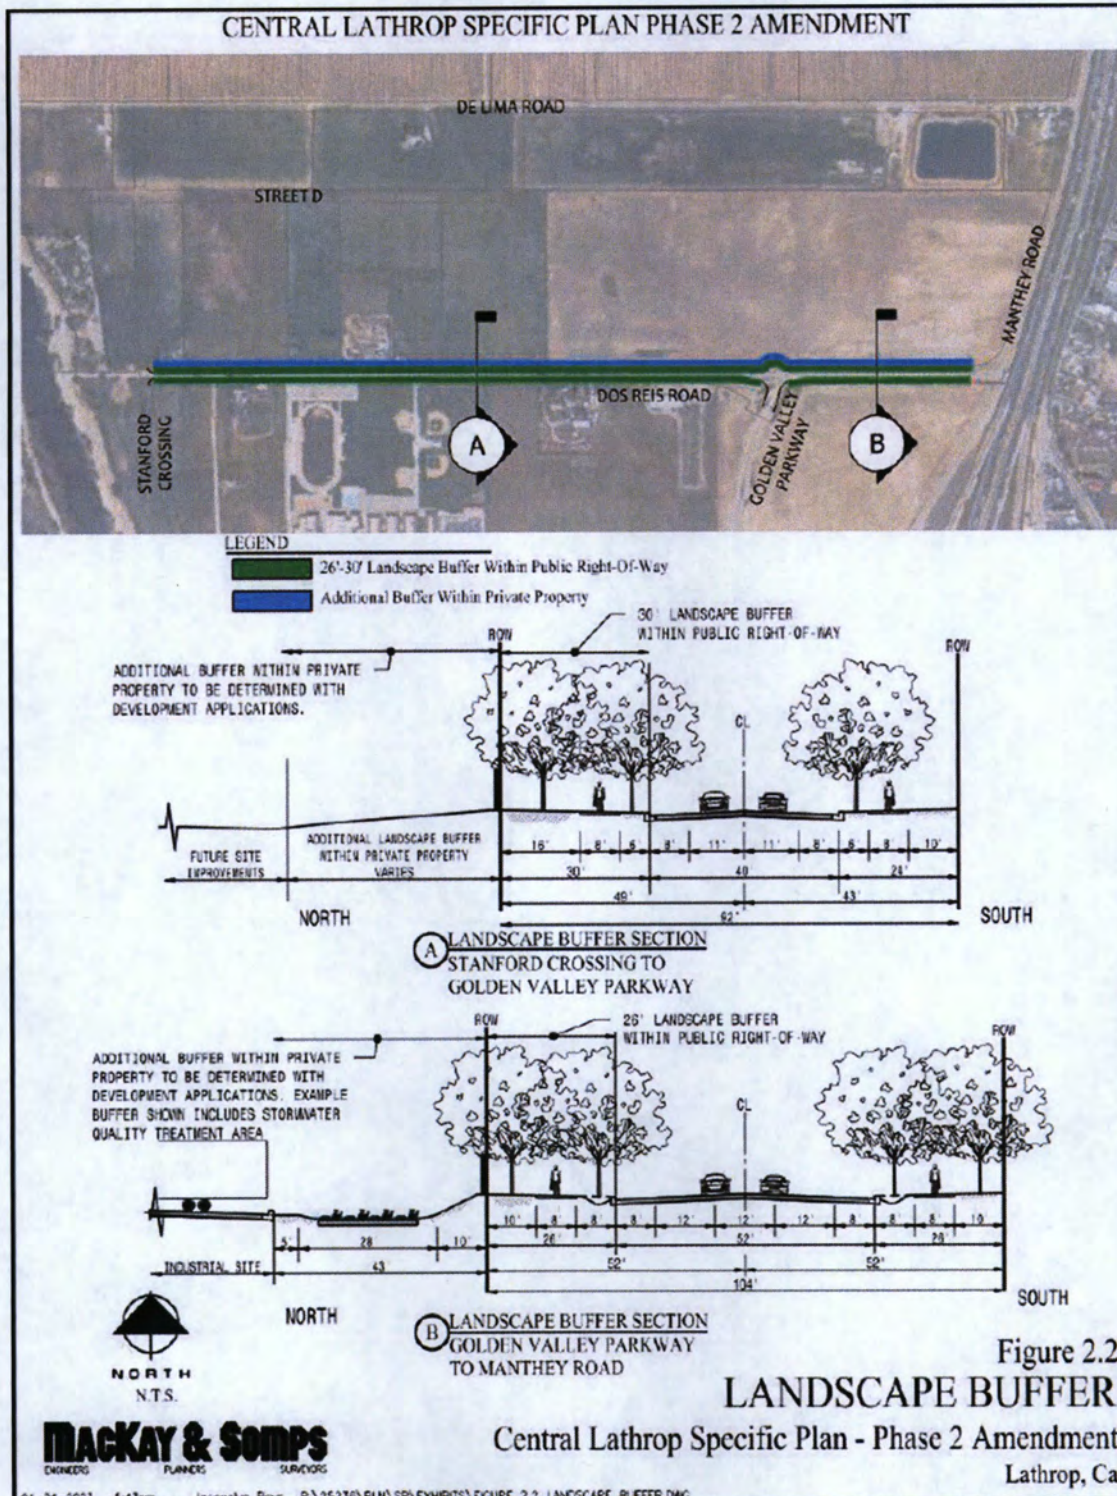 CENTRAL LATHROP SPECIFIC PLAN PHASE 2 AMENDMENT
DE LIMA ROAD
STREET D
MANTHEY ROAD
DOS REIS ROAD
STANFORD
CROSSING
A
GOLDEN VALLEY
PARKWAY
B
LEGEND
26'-30' Landscape Buffer Within Public Right-Of-Way
Additional Buffer Within Private Property
30' LANDSCAPE BUFFER
WITHIN PUBLIC RIGHT-OF-WAY
ROW
ROW
ADDITIONAL BUFFER WITHIN PRIVATE
PROPERTY TO BE DETERMINED WITH
DEVELOPMENT APPLICATIONS.
CL
FUTURE SITE
IMPROVEMENTS
ADDITIONAL LANDSCAPE BUFFER
WITHIN PRIVATE PROPERTY
VARIES
16' 8' 6' 8' 11' 11' 8' 6' 8' 10'
30' 40' 24'
49' 43'
92'
NORTH
SOUTH
A LANDSCAPE BUFFER SECTION
STANFORD CROSSING TO
GOLDEN VALLEY PARKWAY
26' LANDSCAPE BUFFER
WITHIN PUBLIC RIGHT-OF-WAY
ROW
ROW
ADDITIONAL BUFFER WITHIN PRIVATE
PROPERTY TO BE DETERMINED WITH
DEVELOPMENT APPLICATIONS. EXAMPLE
BUFFER SHOWN INCLUDES STORMWATER
QUALITY TREATMENT AREA
CL
10' 8' 8' 8' 12' 12' 12' 8' 8' 8' 10'
5' 28' 10' 26' 52' 26'
INDUSTRIAL SITE 43' 52' 52'
104'
NORTH
SOUTH
B LANDSCAPE BUFFER SECTION
GOLDEN VALLEY PARKWAY
TO MANTHEY ROAD
NORTH
N.T.S.
Figure 2.2
LANDSCAPE BUFFER
Central Lathrop Specific Plan - Phase 2 Amendment
Lathrop, Ca
MACKAY & SOMPS
ENGINEERS PLANNERS SURVEYORS